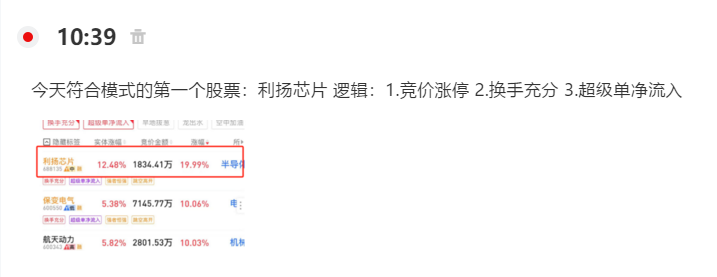 10:39
今天符合模式的第一个股票：利扬芯片 逻辑：1.竞价涨停 2.换手充分 3.超级单净流入
换手充分 超级单净流入 龙出水
隐藏标签 实体涨幅 竞价金额 涨幅 所
利扬芯片 12.48% 1834.41万 19.99% 半导体
688135
换手充分 超级单净流入
保变电气 5.38% 7145.77万 10.06% 电
600550
换手充分 超级单净流入
航天动力 5.82% 2801.53万 10.03% 机械
600343